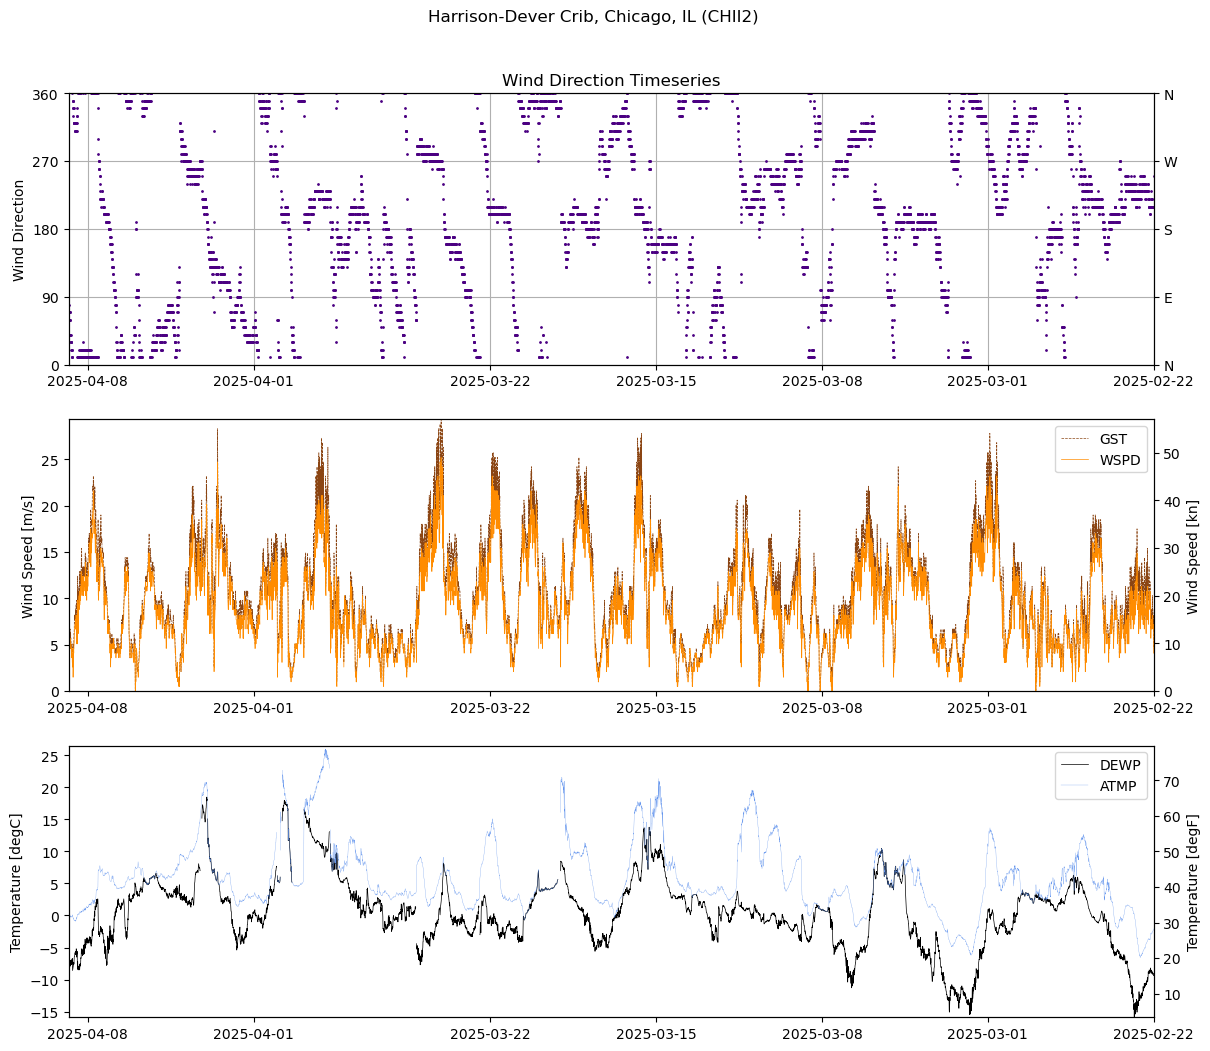 Harrison-Dever Crib, Chicago, IL (CHII2)
Wind Direction Timeseries
Wind Direction
360
270
180
90
0
N
W
S
E
N
2025-04-08 2025-04-01 2025-03-22 2025-03-15 2025-03-08 2025-03-01 2025-02-22
Wind Speed [m/s]
25
20
15
10
5
0
GST
WSPD
50
40
30
20
10
0
Wind Speed [kn]
2025-04-08 2025-04-01 2025-03-22 2025-03-15 2025-03-08 2025-03-01 2025-02-22
Temperature [degC]
25
20
15
10
5
0
−5
−10
−15
DEWP
ATMP
70
60
50
40
30
20
10
Temperature [degF]
2025-04-08 2025-04-01 2025-03-22 2025-03-15 2025-03-08 2025-03-01 2025-02-22